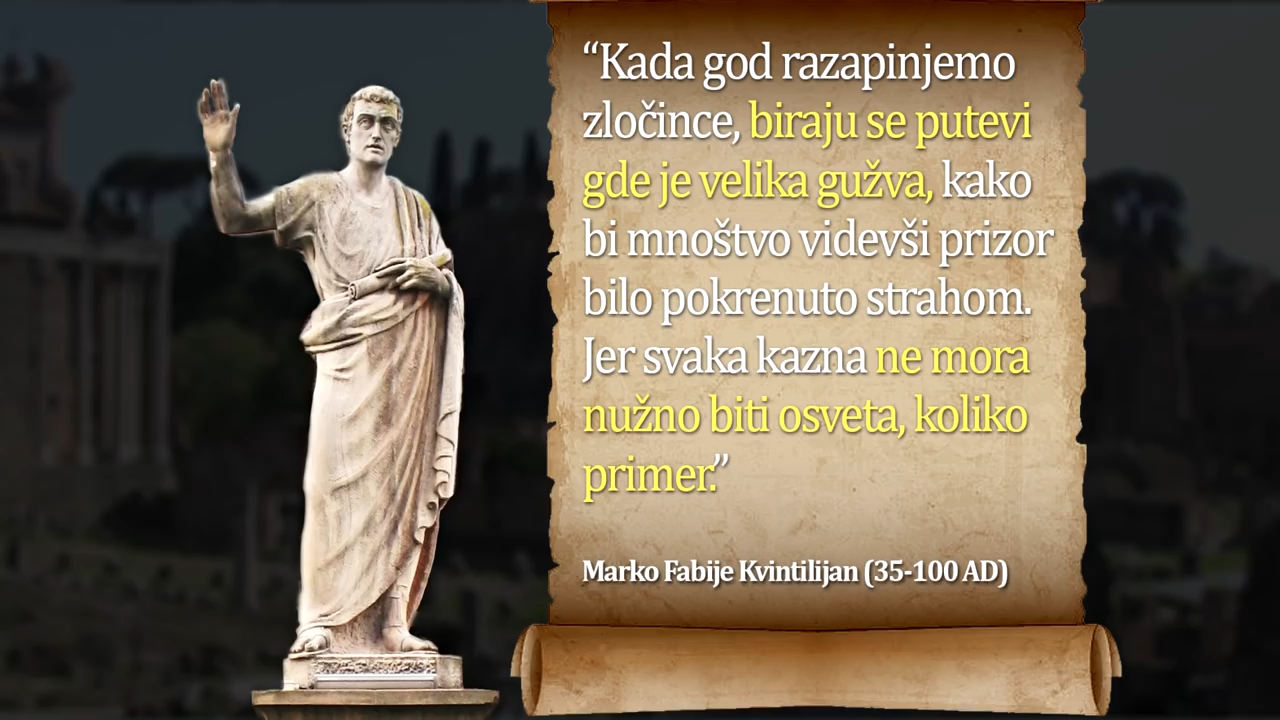 “Kada god razapinjemo
zločince, biraju se putevi
gde je velika gužva, kako
bi mnoštvo videvši prizor
bilo pokrenuto strahom.
Jer svaka kazna ne mora
nužno biti osveta, koliko
primer.”
Marko Fabije Kvintilijan (35-100 AD)